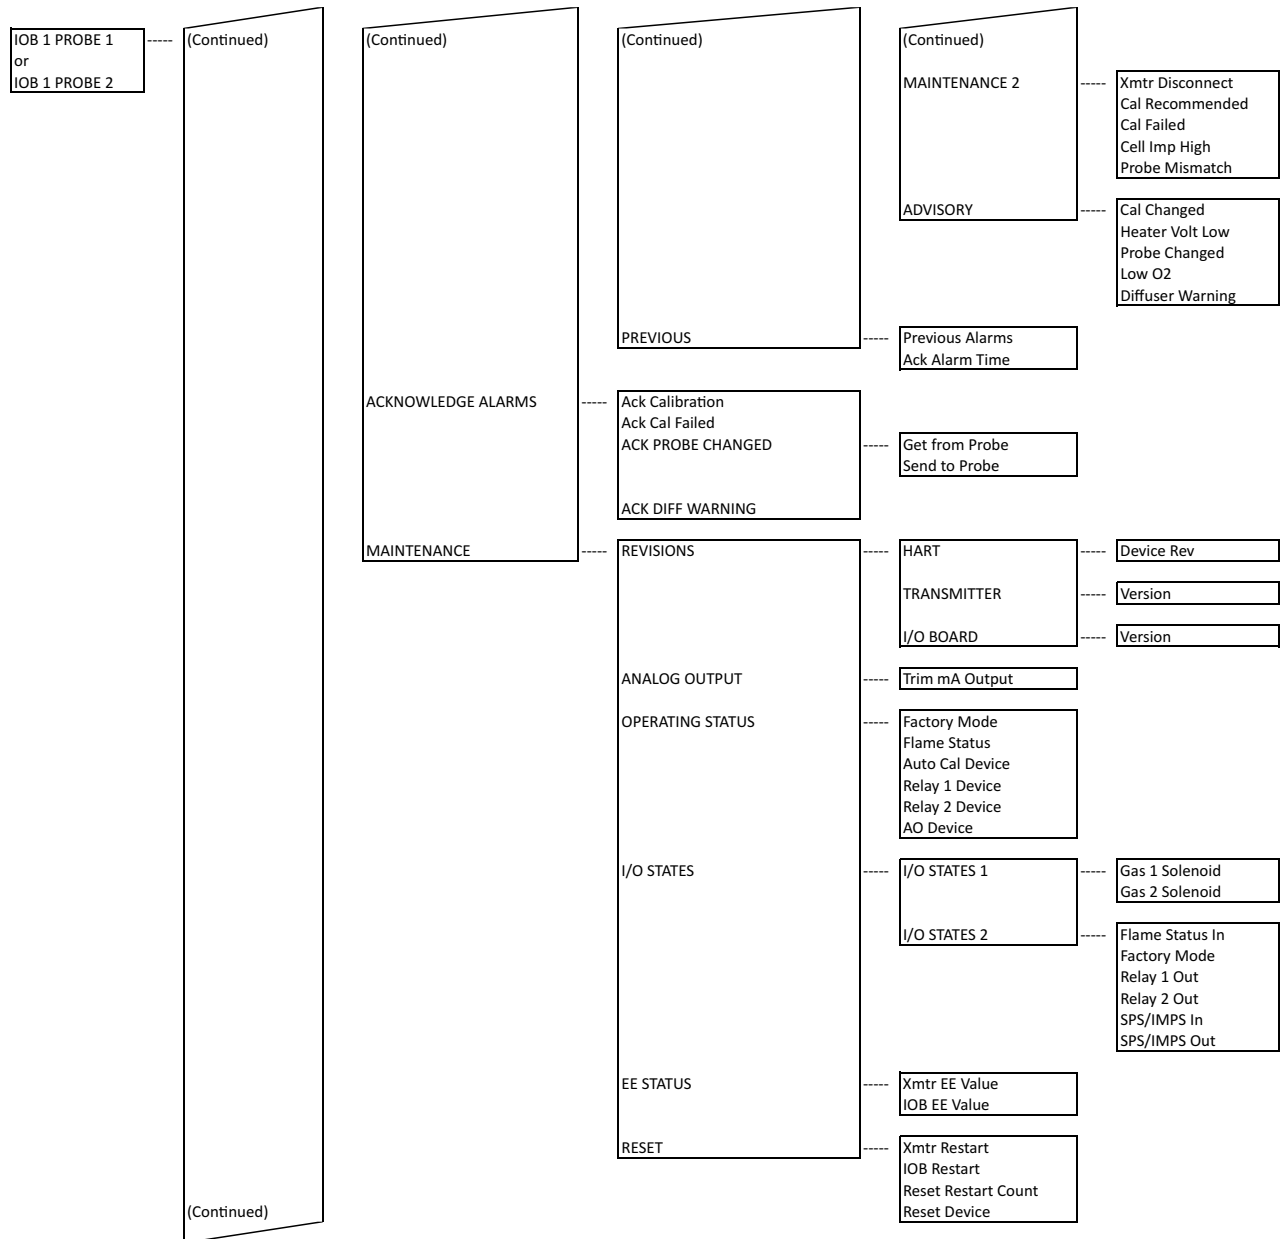 IOB 1 PROBE 1
or
IOB 1 PROBE 2
-----
(Continued)
(Continued)
(Continued)
(Continued)
(Continued)
MAINTENANCE 2
-----
Xmtr Disconnect
Cal Recommended
Cal Failed
Cell Imp High
Probe Mismatch
ADVISORY
-----
Cal Changed
Heater Volt Low
Probe Changed
Low O2
Diffuser Warning
PREVIOUS
-----
Previous Alarms
Ack Alarm Time
ACKNOWLEDGE ALARMS
-----
Ack Calibration
Ack Cal Failed
ACK PROBE CHANGED
-----
Get from Probe
Send to Probe
ACK DIFF WARNING
MAINTENANCE
-----
REVISIONS
-----
HART
-----
Device Rev
TRANSMITTER
-----
Version
I/O BOARD
-----
Version
ANALOG OUTPUT
-----
Trim mA Output
OPERATING STATUS
-----
Factory Mode
Flame Status
Auto Cal Device
Relay 1 Device
Relay 2 Device
AO Device
I/O STATES
-----
I/O STATES 1
-----
Gas 1 Solenoid
Gas 2 Solenoid
I/O STATES 2
-----
Flame Status In
Factory Mode
Relay 1 Out
Relay 2 Out
SPS/IMPS In
SPS/IMPS Out
EE STATUS
-----
Xmtr EE Value
IOB EE Value
RESET
-----
Xmtr Restart
IOB Restart
Reset Restart Count
Reset Device